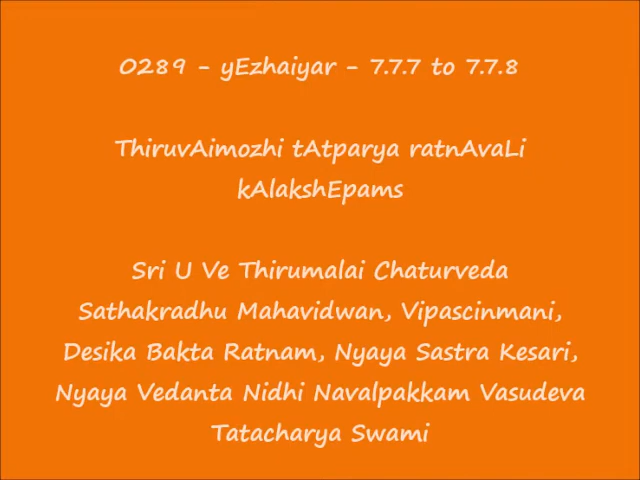 0289 - yEzhaiyar - 7.7.7 to 7.7.8
ThiruvAimozhi tAtparya ratnAvaLi
kAlakshEpams
Sri U Ve Thirumalai Chaturveda
Sathakradhu Mahavidwan, Vipascinmani,
Desika Bakta Ratnam, Nyaya Sastra Kesari,
Nyaya Vedanta Nidhi Navalpakkam Vasudeva
Tatacharya Swami